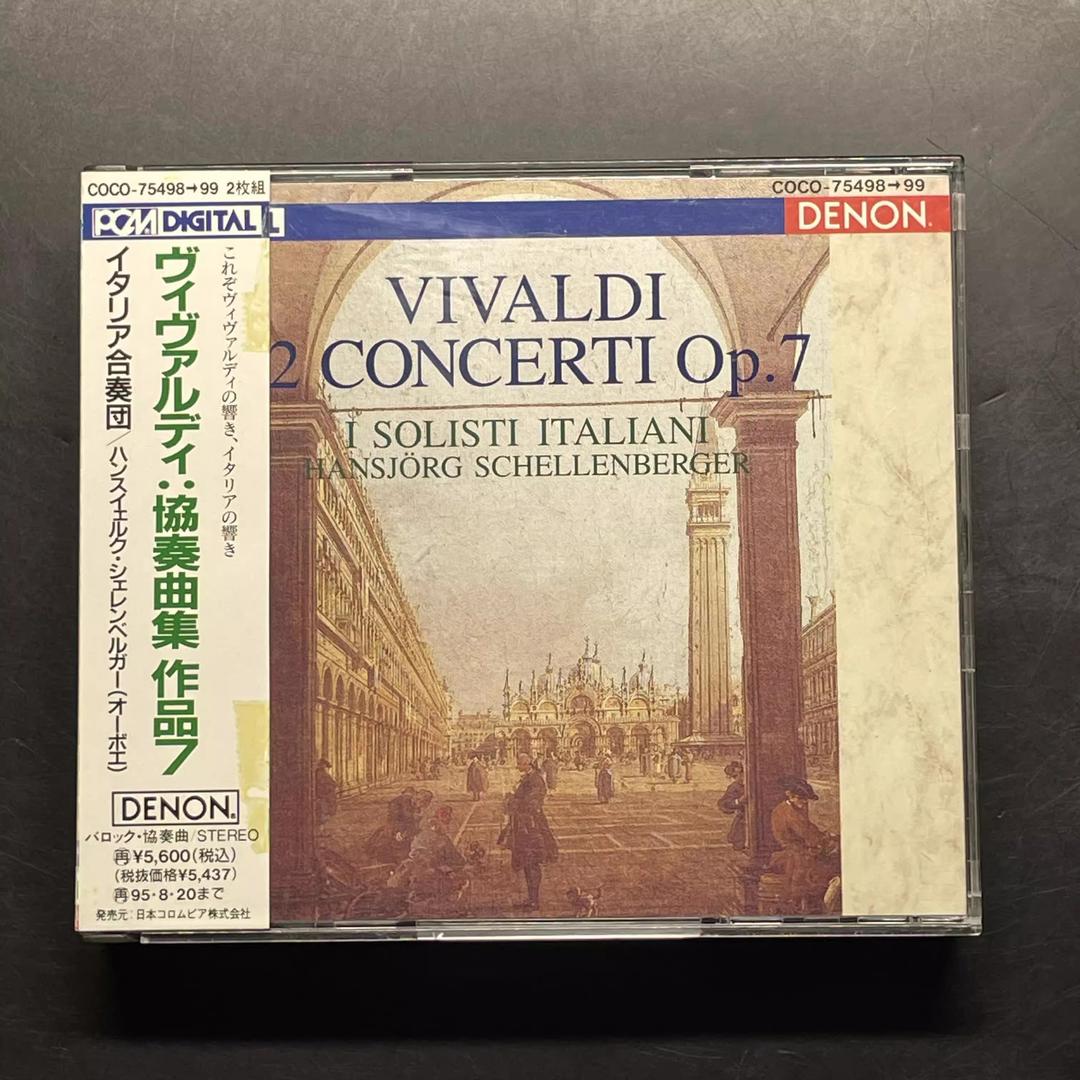 COCO-75498→99 2枚組
PCM DIGITAL
これぞヴィヴァルディの響き、イタリアの響き
ヴィヴァルディ:協奏曲集 作品7
イタリア合奏団/ハンスイェルク・シェレンベルガー(オーボエ)
DENON
バロック・協奏曲/STEREO
再¥5,600(税込)
(税抜価格¥5,437)
再95・8・20まで
発売元:日本コロムビア株式会社
COCO-75498→99
L
DENON
VIVALDI
2 CONCERTI Op.7
I SOLISTI ITALIANI
HANSJÖRG SCHELLENBERGER